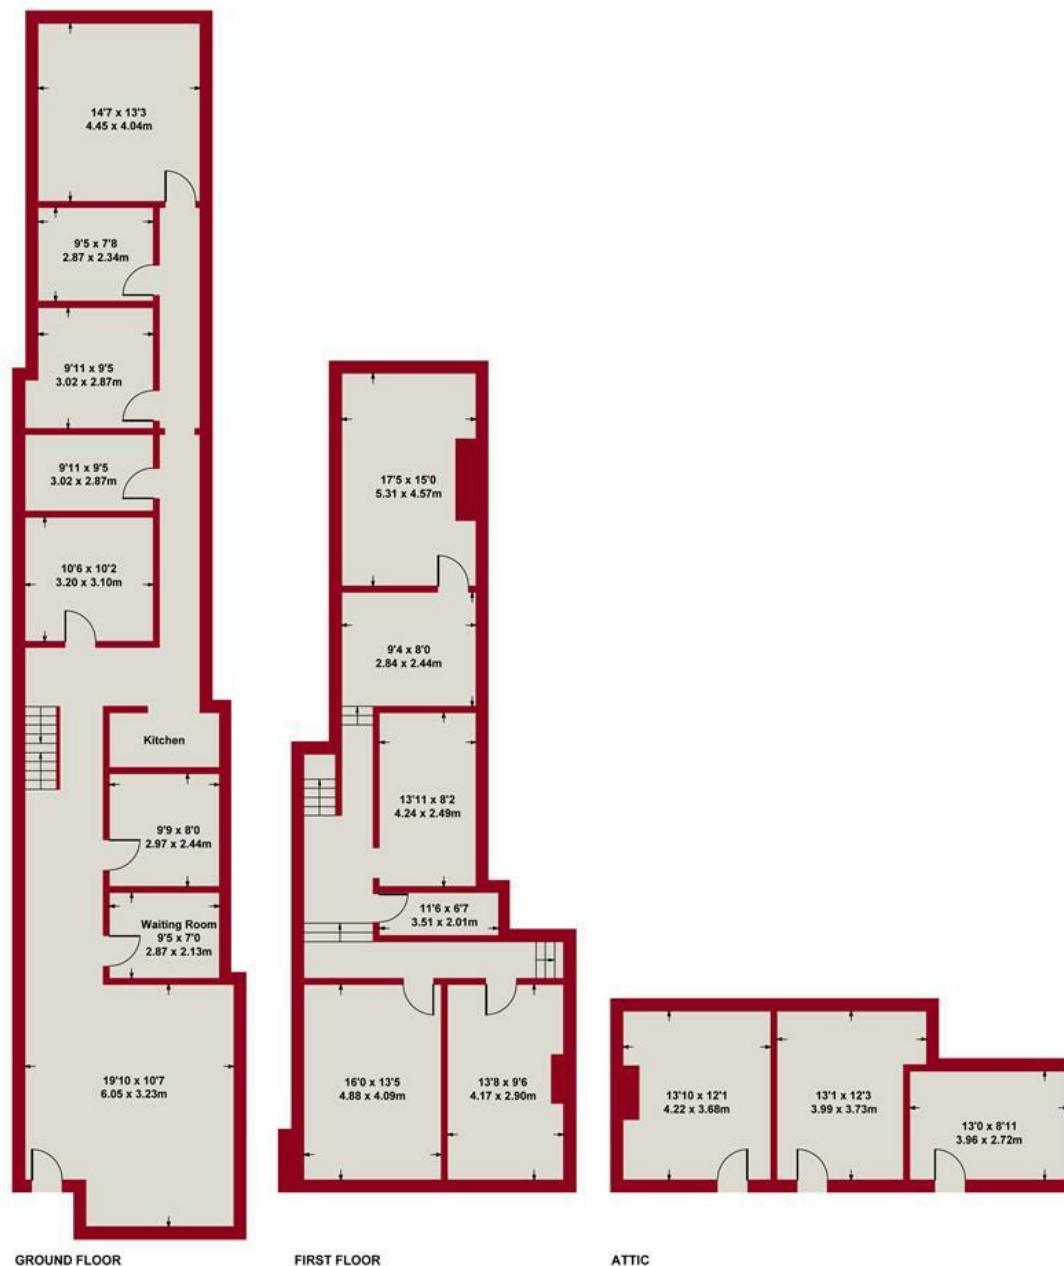 14'7 x 13'3
4.45 x 4.04m
9'5 x 7'8
2.87 x 2.34m
9'11 x 9'5
3.02 x 2.87m
9'11 x 9'5
3.02 x 2.87m
10'6 x 10'2
3.20 x 3.10m
Kitchen
9'9 x 8'0
2.97 x 2.44m
Waiting Room
9'5 x 7'0
2.87 x 2.13m
19'10 x 10'7
6.05 x 3.23m
GROUND FLOOR
17'5 x 15'0
5.31 x 4.57m
9'4 x 8'0
2.84 x 2.44m
13'11 x 8'2
4.24 x 2.49m
11'6 x 6'7
3.51 x 2.01m
16'0 x 13'5
4.88 x 4.09m
13'8 x 9'6
4.17 x 2.90m
FIRST FLOOR
13'10 x 12'1
4.22 x 3.68m
13'1 x 12'3
3.99 x 3.73m
13'0 x 8'11
3.96 x 2.72m
ATTIC